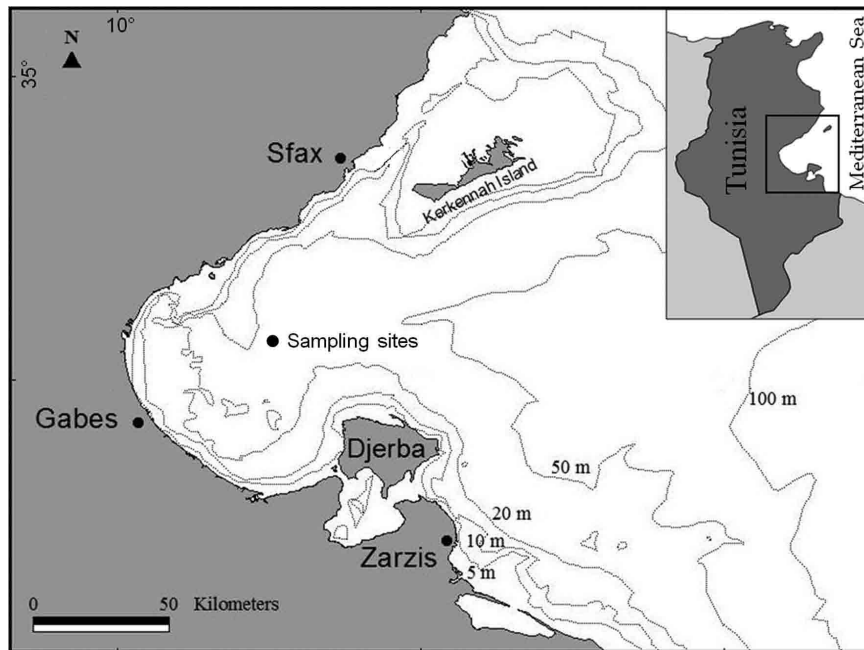 10°
N
35°
Sfax
Kerkennah Island
Tunisia
Mediterranean Sea
Sampling sites
Gabes
Djerba
100 m
50 m
20 m
Zarzis
10 m
5 m
0 50 Kilometers